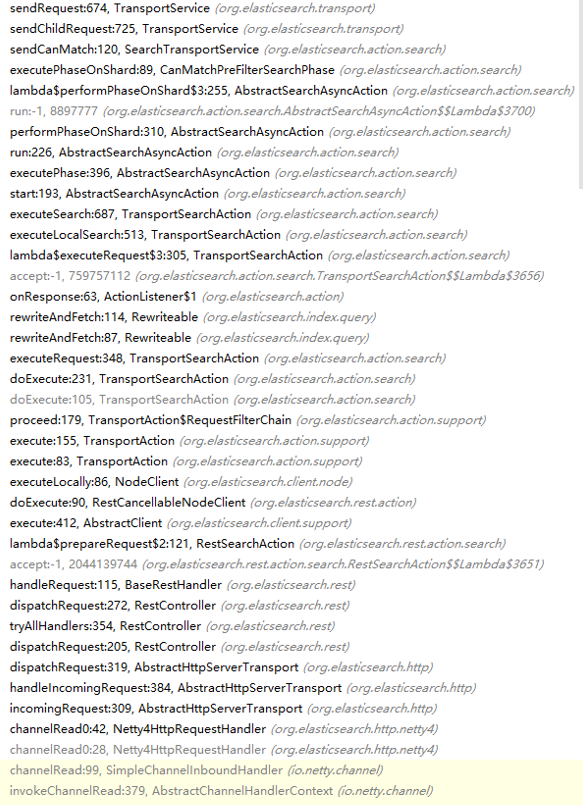 sendRequest:674, TransportService (org.elasticsearch.transport)
sendChildRequest:725, TransportService (org.elasticsearch.transport)
sendCanMatch:120, SearchTransportService (org.elasticsearch.action.search)
executePhaseOnShard:89, CanMatchPreFilterSearchPhase (org.elasticsearch.action.search)
lambda$performPhaseOnShard$3:255, AbstractSearchAsyncAction (org.elasticsearch.action.search)
run:-1, 8897777 (org.elasticsearch.action.search.AbstractSearchAsyncAction$$Lambda$3700)
performPhaseOnShard:310, AbstractSearchAsyncAction (org.elasticsearch.action.search)
run:226, AbstractSearchAsyncAction (org.elasticsearch.action.search)
executePhase:396, AbstractSearchAsyncAction (org.elasticsearch.action.search)
start:193, AbstractSearchAsyncAction (org.elasticsearch.action.search)
executeSearch:687, TransportSearchAction (org.elasticsearch.action.search)
executeLocalSearch:513, TransportSearchAction (org.elasticsearch.action.search)
lambda$executeRequest$3:305, TransportSearchAction (org.elasticsearch.action.search)
accept:-1, 759757112 (org.elasticsearch.action.search.TransportSearchAction$$Lambda$3656)
onResponse:63, ActionListener$1 (org.elasticsearch.action)
rewriteAndFetch:114, Rewriteable (org.elasticsearch.index.query)
rewriteAndFetch:87, Rewriteable (org.elasticsearch.index.query)
executeRequest:348, TransportSearchAction (org.elasticsearch.action.search)
doExecute:231, TransportSearchAction (org.elasticsearch.action.search)
doExecute:105, TransportSearchAction (org.elasticsearch.action.search)
proceed:179, TransportAction$RequestFilterChain (org.elasticsearch.action.support)
execute:155, TransportAction (org.elasticsearch.action.support)
execute:83, TransportAction (org.elasticsearch.action.support)
executeLocally:86, NodeClient (org.elasticsearch.client.node)
doExecute:90, RestCancellableNodeClient (org.elasticsearch.rest.action)
execute:412, AbstractClient (org.elasticsearch.client.support)
lambda$prepareRequest$2:121, RestSearchAction (org.elasticsearch.rest.action.search)
accept:-1, 2044139744 (org.elasticsearch.rest.action.search.RestSearchAction$$Lambda$3651)
handleRequest:115, BaseRestHandler (org.elasticsearch.rest)
dispatchRequest:272, RestController (org.elasticsearch.rest)
tryAllHandlers:354, RestController (org.elasticsearch.rest)
dispatchRequest:205, RestController (org.elasticsearch.rest)
dispatchRequest:319, AbstractHttpServerTransport (org.elasticsearch.http)
handleIncomingRequest:384, AbstractHttpServerTransport (org.elasticsearch.http)
incomingRequest:309, AbstractHttpServerTransport (org.elasticsearch.http)
channelRead0:42, Netty4HttpRequestHandler (org.elasticsearch.http.netty4)
channelRead0:28, Netty4HttpRequestHandler (org.elasticsearch.http.netty4)
channelRead:99, SimpleChannelInboundHandler (io.netty.channel)
invokeChannelRead:379, AbstractChannelHandlerContext (io.netty.channel)